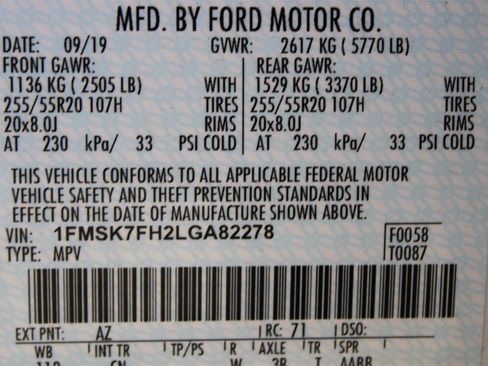 MFD. BY FORD MOTOR CO.
DATE: 09/19 GVWR: 2617 KG ( 5770 LB)
FRONT GAWR: REAR GAWR:
1136 KG ( 2505 LB) WITH 1529 KG ( 3370 LB) WITH
255/55R20 107H TIRES 255/55R20 107H TIRES
20x8.0J RIMS 20x8.0J RIMS
AT 230 kPa/ 33 PSI COLD AT 230 kPa/ 33 PSI COLD
THIS VEHICLE CONFORMS TO ALL APPLICABLE FEDERAL MOTOR
VEHICLE SAFETY AND THEFT PREVENTION STANDARDS IN
EFFECT ON THE DATE OF MANUFACTURE SHOWN ABOVE.
VIN: 1FMSK7FH2LGA82278 F0058
TYPE: MPV T0087
EXT PNT: AZ RC: 71 DSO:
WB INT TR TP/PS R AXLE TR SPR